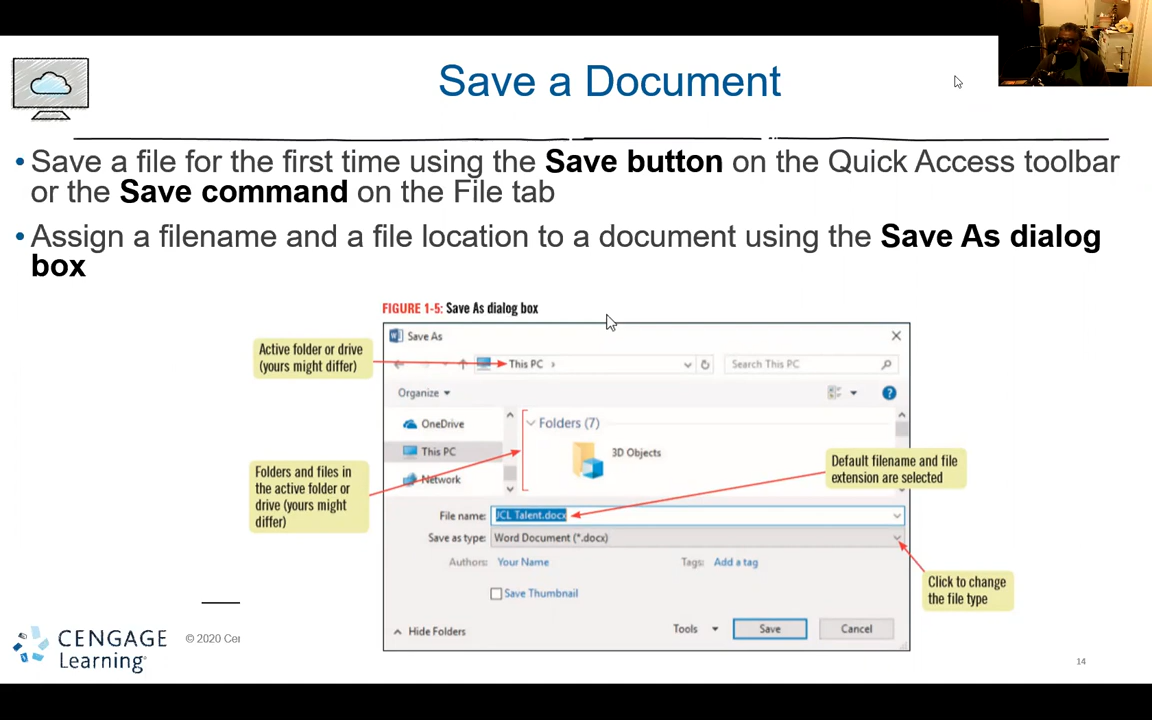 Save a Document
• Save a file for the first time using the Save button on the Quick Access toolbar
or the Save command on the File tab
• Assign a filename and a file location to a document using the Save As dialog
box
FIGURE 1-5: Save As dialog box
Save As
Active folder or drive
(yours might differ)
This PC
Search This PC
Organize
OneDrive
Folders (7)
This PC
3D Objects
Network
Default filename and file
extension are selected
Folders and files in
the active folder or
drive (yours might
differ)
File name: JCL Talent.docx
Save as type: Word Document (*.docx)
Authors: Your Name
Tags: Add a tag
Click to change
the file type
Save Thumbnail
Hide Folders
Tools
Save
Cancel
CENGAGE
Learning
© 2020 Cer
14